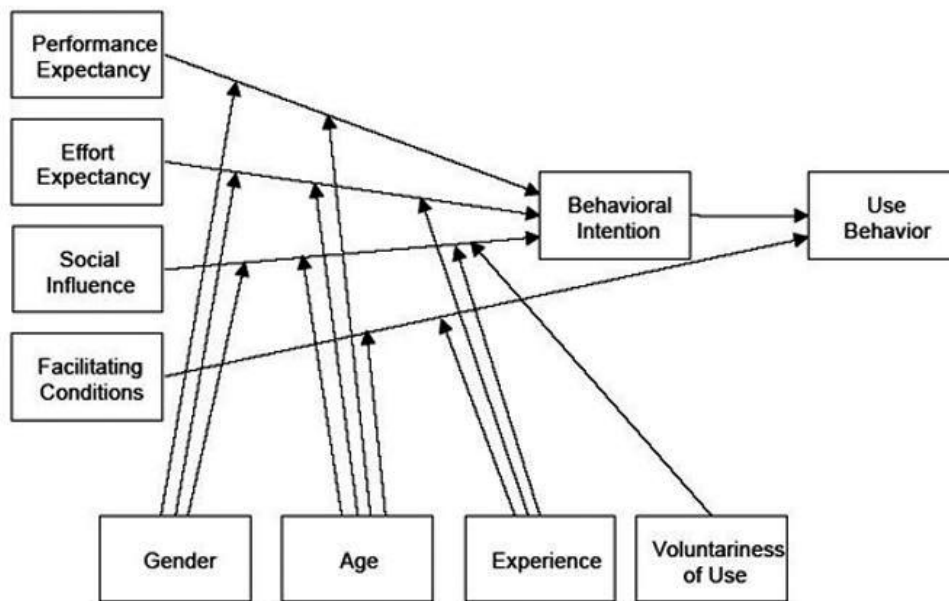 Performance
Expectancy
Effort
Expectancy
Social
Influence
Facilitating
Conditions
Behavioral
Intention
Use
Behavior
Gender
Age
Experience
Voluntariness
of Use